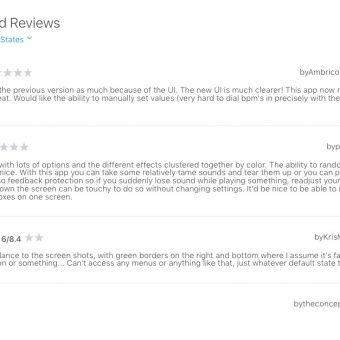 d Reviews
States
byAmbrico
the previous version as much because of the UI. The new UI is much clearer! This app now r
eat. Would like the ability to manually set values (very hard to dial bpm's in precisely with the
byp
with lots of options and the different effects clustered together by color. The ability to rand
nice. With this app you can take some relatively tame sounds and tear them up or you can p
so feedback protection so if you suddenly lose sound while playing something, readjust your
own the screen can be touchy to do so without changing settings. It'd be nice to be able to
oxes on one screen.
6/8.4
byKrisM
lance to the screen shots, with green borders on the right and bottom where I assume it's fa
on or something... Can't access any menus or anything like that, just whatever default state t
bytheconcep